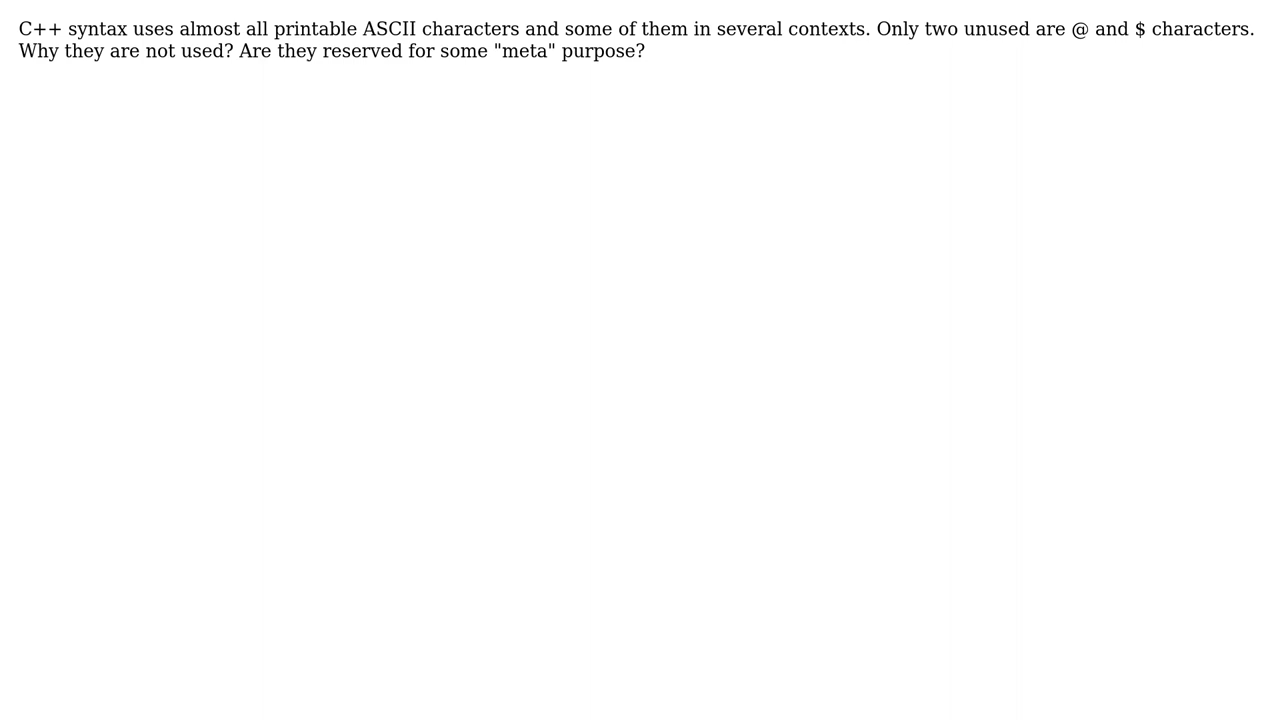 C++ syntax uses almost all printable ASCII characters and some of them in several contexts. Only two unused are @ and $ characters.
Why they are not used? Are they reserved for some "meta" purpose?